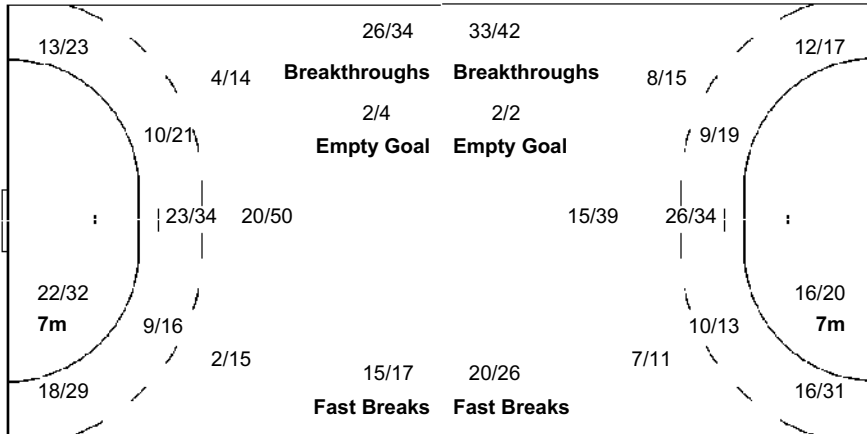 26/34 33/42
13/23 12/17
Breakthroughs Breakthroughs
4/14 8/15
2/4 2/2
10/21 9/19
Empty Goal Empty Goal
23/34 20/50 15/39 26/34
22/32 16/20
7m 9/16 10/13 7m
2/15 7/11
15/17 20/26
18/29 16/31
Fast Breaks Fast Breaks